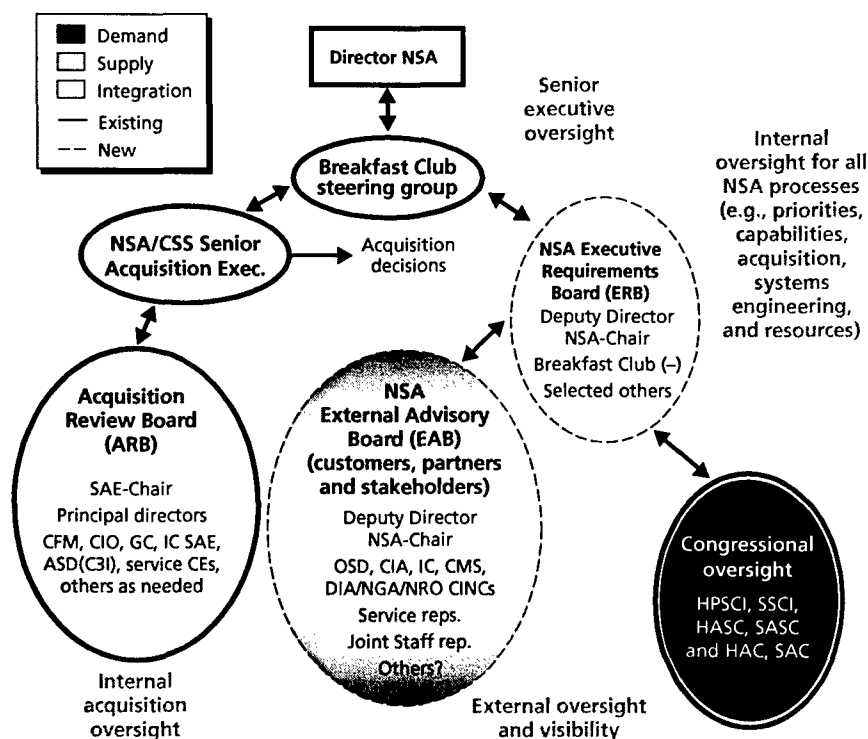 Demand
Supply
Integration
Existing
New
Director NSA
Senior
executive
oversight
Breakfast Club
steering group
Internal
oversight for all
NSA processes
(e.g., priorities,
capabilities,
acquisition,
systems
engineering,
and resources)
NSA/CSS Senior
Acquisition Exec.
Acquisition
decisions
NSA Executive
Requirements
Board (ERB)
Deputy Director
NSA-Chair
Breakfast Club (–)
Selected others
Acquisition
Review Board
(ARB)
SAE-Chair
Principal directors
CFM, CIO, GC, IC SAE,
ASD(C3I), service CEs,
others as needed
NSA
External Advisory
Board (EAB)
(customers, partners
and stakeholders)
Deputy Director
NSA-Chair
OSD, CIA, IC, CMS,
DIA/NGA/NRO CINCs
Service reps.
Joint Staff rep.
Others?
Congressional
oversight
HPSCI, SSCI,
HASC, SASC
and HAC, SAC
Internal
acquisition
oversight
External oversight
and visibility